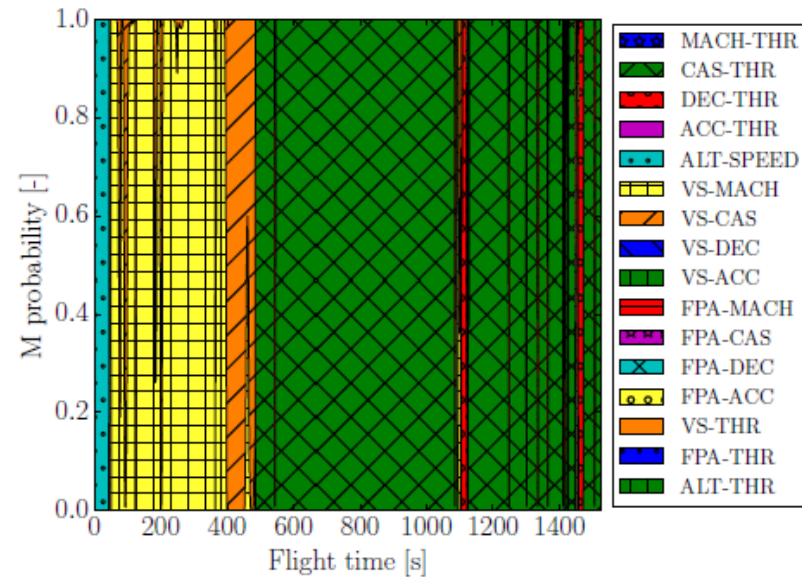 1.0
0.8
0.6
0.4
0.2
0.0
M probability [-]
0 200 400 600 800 1000 1200 1400
Flight time [s]
MACH-THR
CAS-THR
DEC-THR
ACC-THR
ALT-SPEED
VS-MACH
VS-CAS
VS-DEC
VS-ACC
FPA-MACH
FPA-CAS
FPA-DEC
FPA-ACC
VS-THR
FPA-THR
ALT-THR